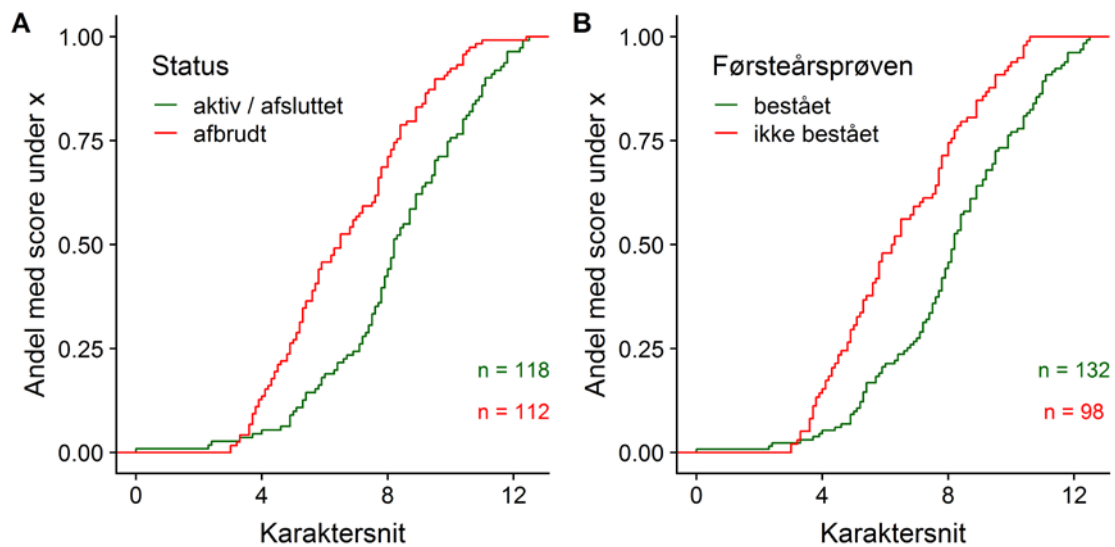 A
Andel med score under x
1.00
0.75
0.50
0.25
0.00
Status
aktiv / afsluttet
afbrudt
n = 118
n = 112
0 4 8 12
Karaktersnit
B
Andel med score under x
1.00
0.75
0.50
0.25
0.00
Førsteårsprøven
bestået
ikke bestået
n = 132
n = 98
0 4 8 12
Karaktersnit